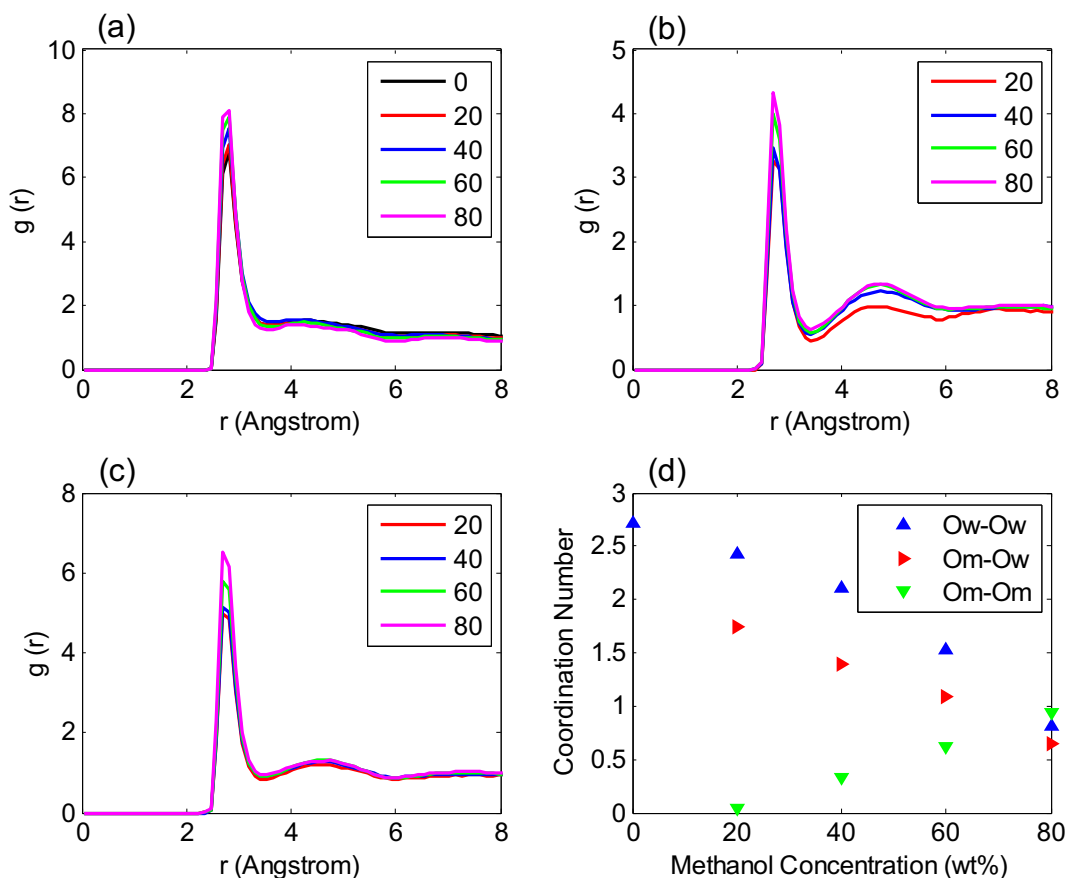 (a)
10
8
6
4
2
0
g (r)
0 2 4 6 8
r (Angstrom)
0
20
40
60
80
(b)
5
4
3
2
1
0
g (r)
0 2 4 6 8
r (Angstrom)
20
40
60
80
(c)
8
6
4
2
0
g (r)
0 2 4 6 8
r (Angstrom)
20
40
60
80
(d)
3
2.5
2
1.5
1
0.5
0
Coordination Number
0 20 40 60 80
Methanol Concentration (wt%)
Ow-Ow
Om-Ow
Om-Om